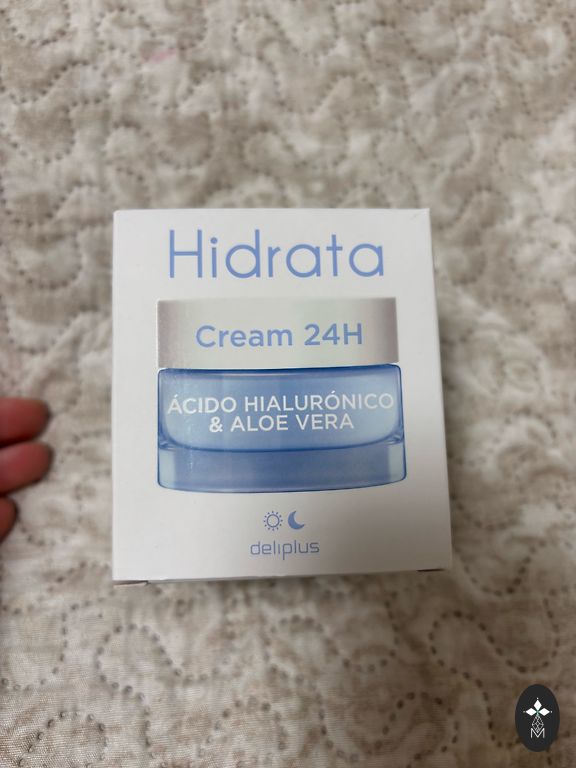 Hidrata
Cream 24H
ÁCIDO HIALURÓNICO
& ALOE VERA
deliplus